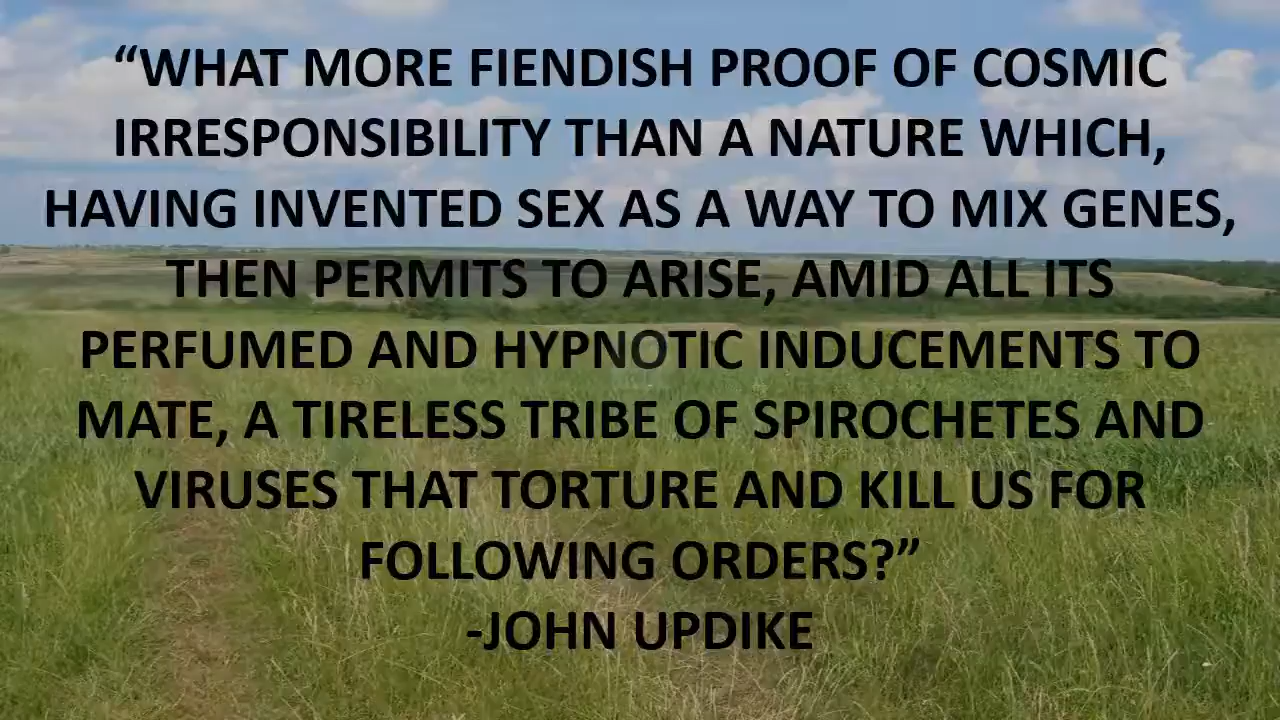 “WHAT MORE FIENDISH PROOF OF COSMIC
IRRESPONSIBILITY THAN A NATURE WHICH,
HAVING INVENTED SEX AS A WAY TO MIX GENES,
THEN PERMITS TO ARISE, AMID ALL ITS
PERFUMED AND HYPNOTIC INDUCEMENTS TO
MATE, A TIRELESS TRIBE OF SPIROCHETES AND
VIRUSES THAT TORTURE AND KILL US FOR
FOLLOWING ORDERS?”
-JOHN UPDIKE